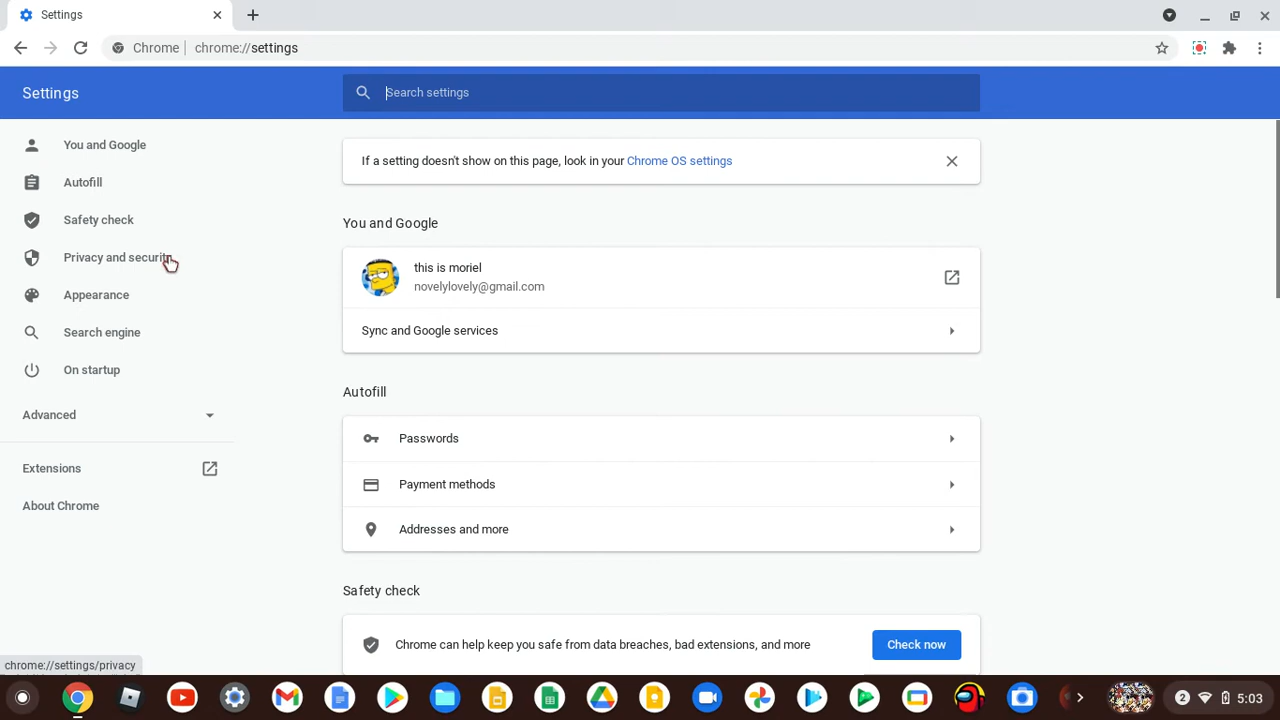 Settings
Chrome
chrome://settings
Settings
Search settings
You and Google
Autofill
Safety check
Privacy and security
Appearance
Search engine
On startup
Advanced
Extensions
About Chrome
If a setting doesn't show on this page, look in your Chrome OS settings
You and Google
this is moriel
novelylovely@gmail.com
Sync and Google services
Autofill
Passwords
Payment methods
Addresses and more
Safety check
Chrome can help keep you safe from data breaches, bad extensions, and more
Check now
chrome://settings/privacy
2
5:03